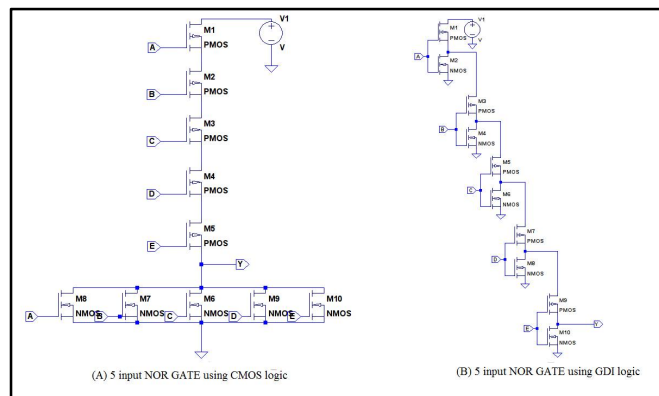 M1
PMOS
V1
V
A
M2
PMOS
B
M3
PMOS
C
M4
PMOS
D
M5
PMOS
E
Y
M8
NMOS
A
M7
NMOS
B
M6
NMOS
C
M9
NMOS
D
M10
NMOS
E
(A) 5 input NOR GATE using CMOS logic
M1
PMOS
V1
V
A
M2
NMOS
M3
PMOS
B
M4
NMOS
M5
PMOS
C
M6
NMOS
M7
PMOS
D
M8
NMOS
M9
PMOS
E
M10
NMOS
Y
(B) 5 input NOR GATE using GDI logic